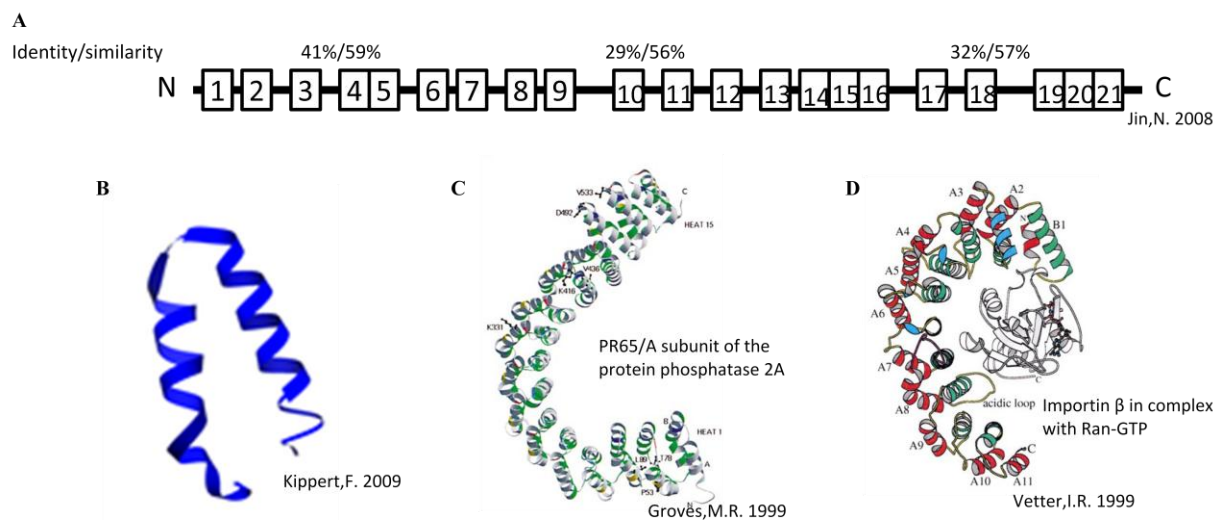 A
Identity/similarity 41%/59% 29%/56% 32%/57%
N 1 2 3 4 5 6 7 8 9 10 11 12 13 14 15 16 17 18 19 20 21 C
Jin,N. 2008
B
Kippert,F. 2009
C
V533
C
D492
HEAT 15
V436
K416
K331
PR65/A subunit of the
protein phosphatase 2A
B
HEAT 1
L89
T78
A
P53
N
Groves,M.R. 1999
D
A3
A2
N
B1
A4
A5
A6
A7
C
acidic loop
A8
Importin β in complex
with Ran-GTP
A9
C
A10
A11
Vetter,I.R. 1999